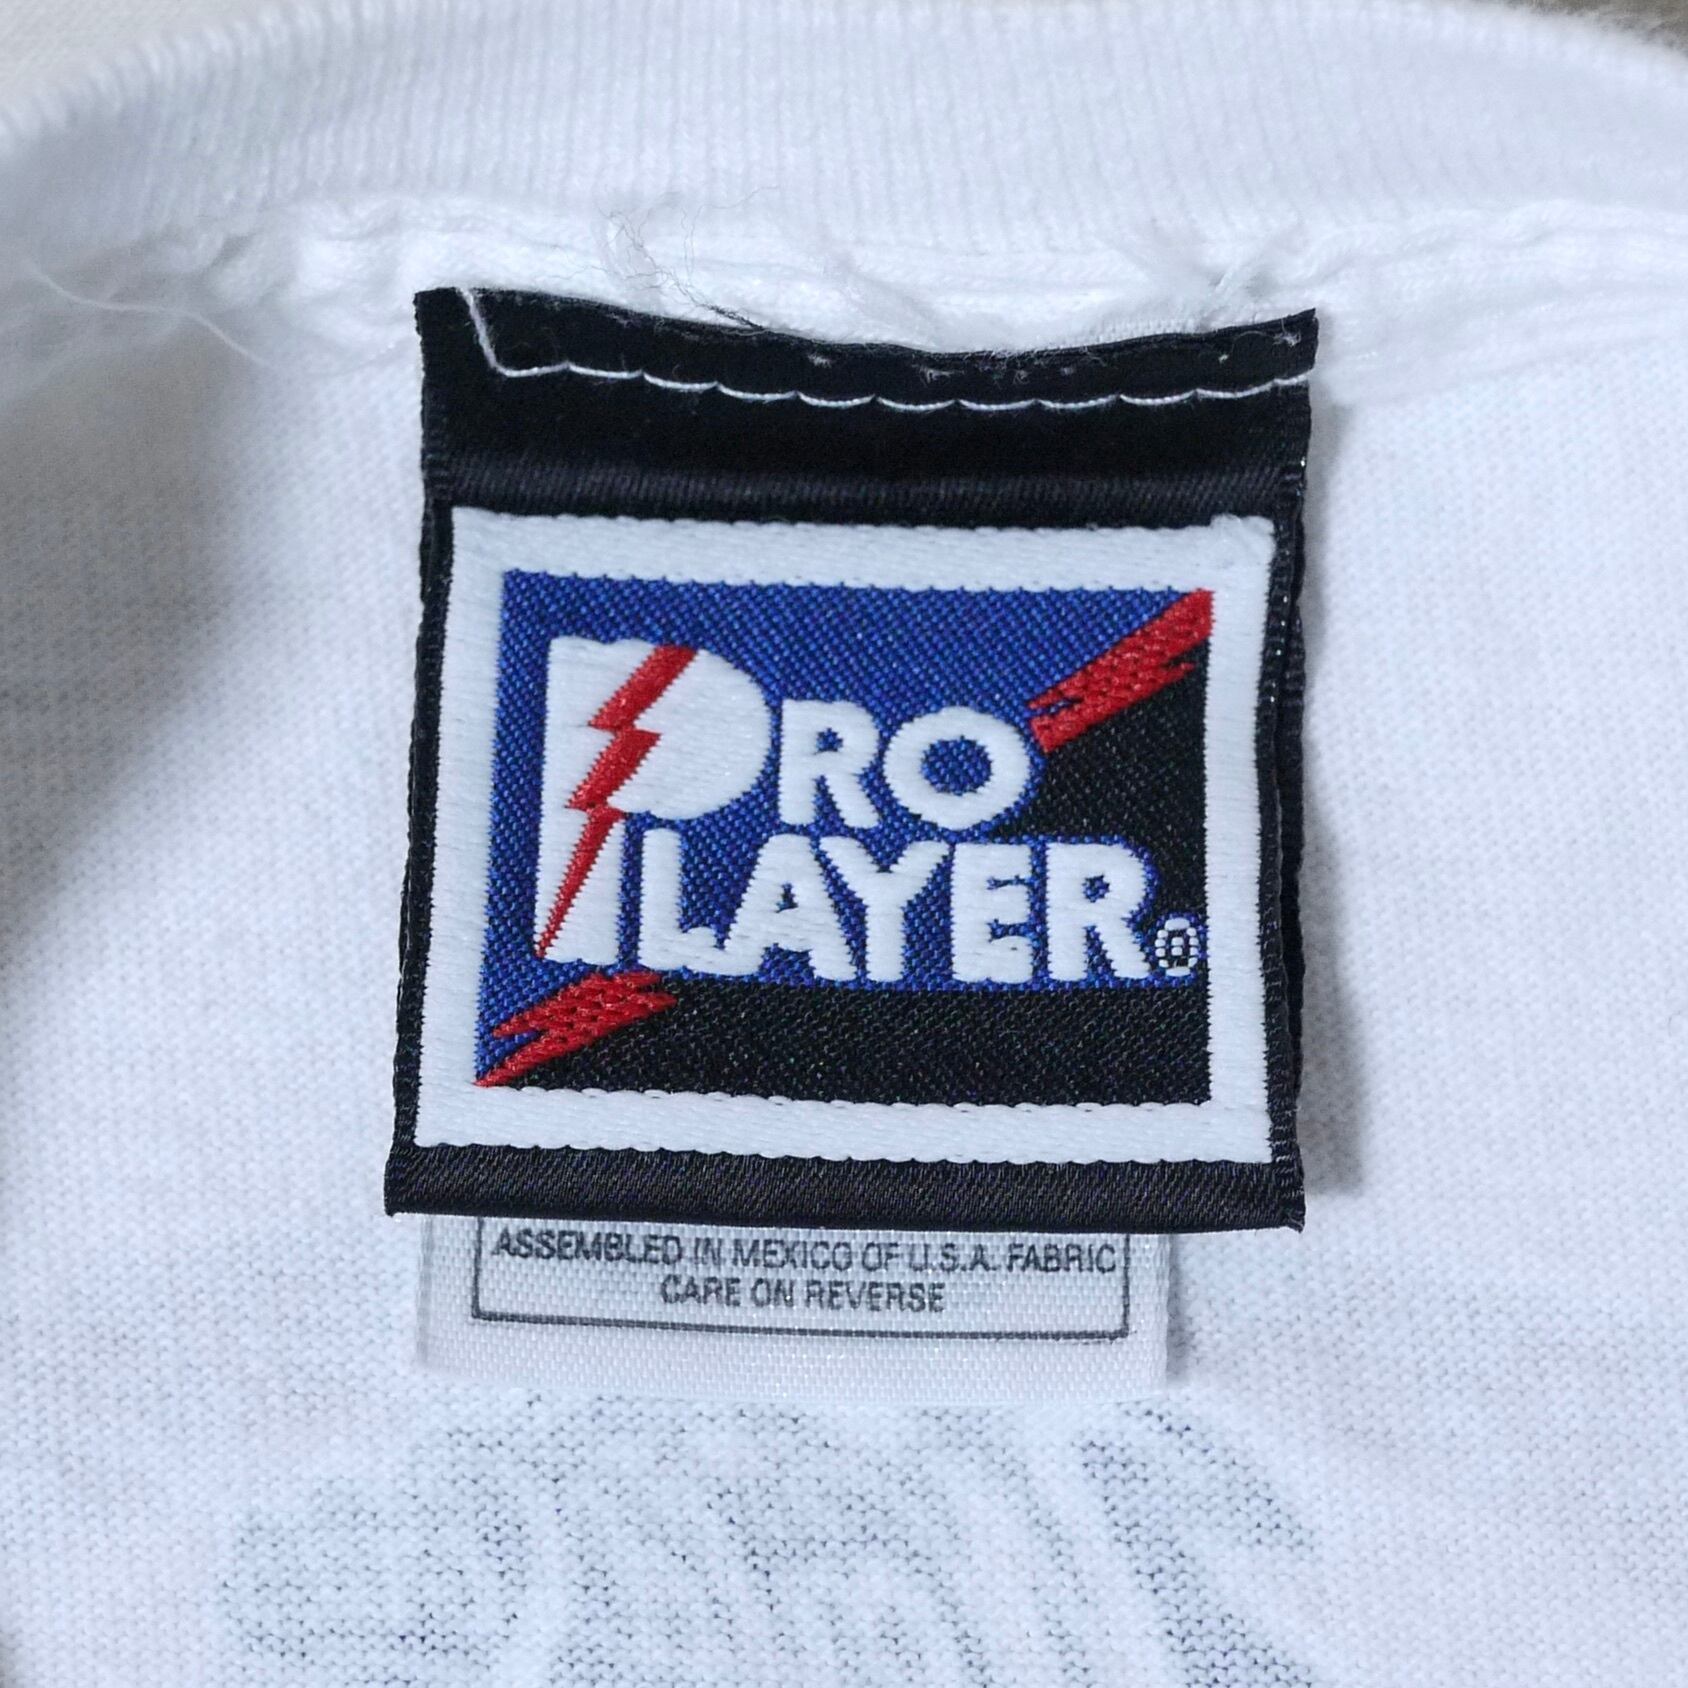 PRO
PLAYER®
ASSEMBLED IN MEXICO OF U.S.A. FABRIC
CARE ON REVERSE